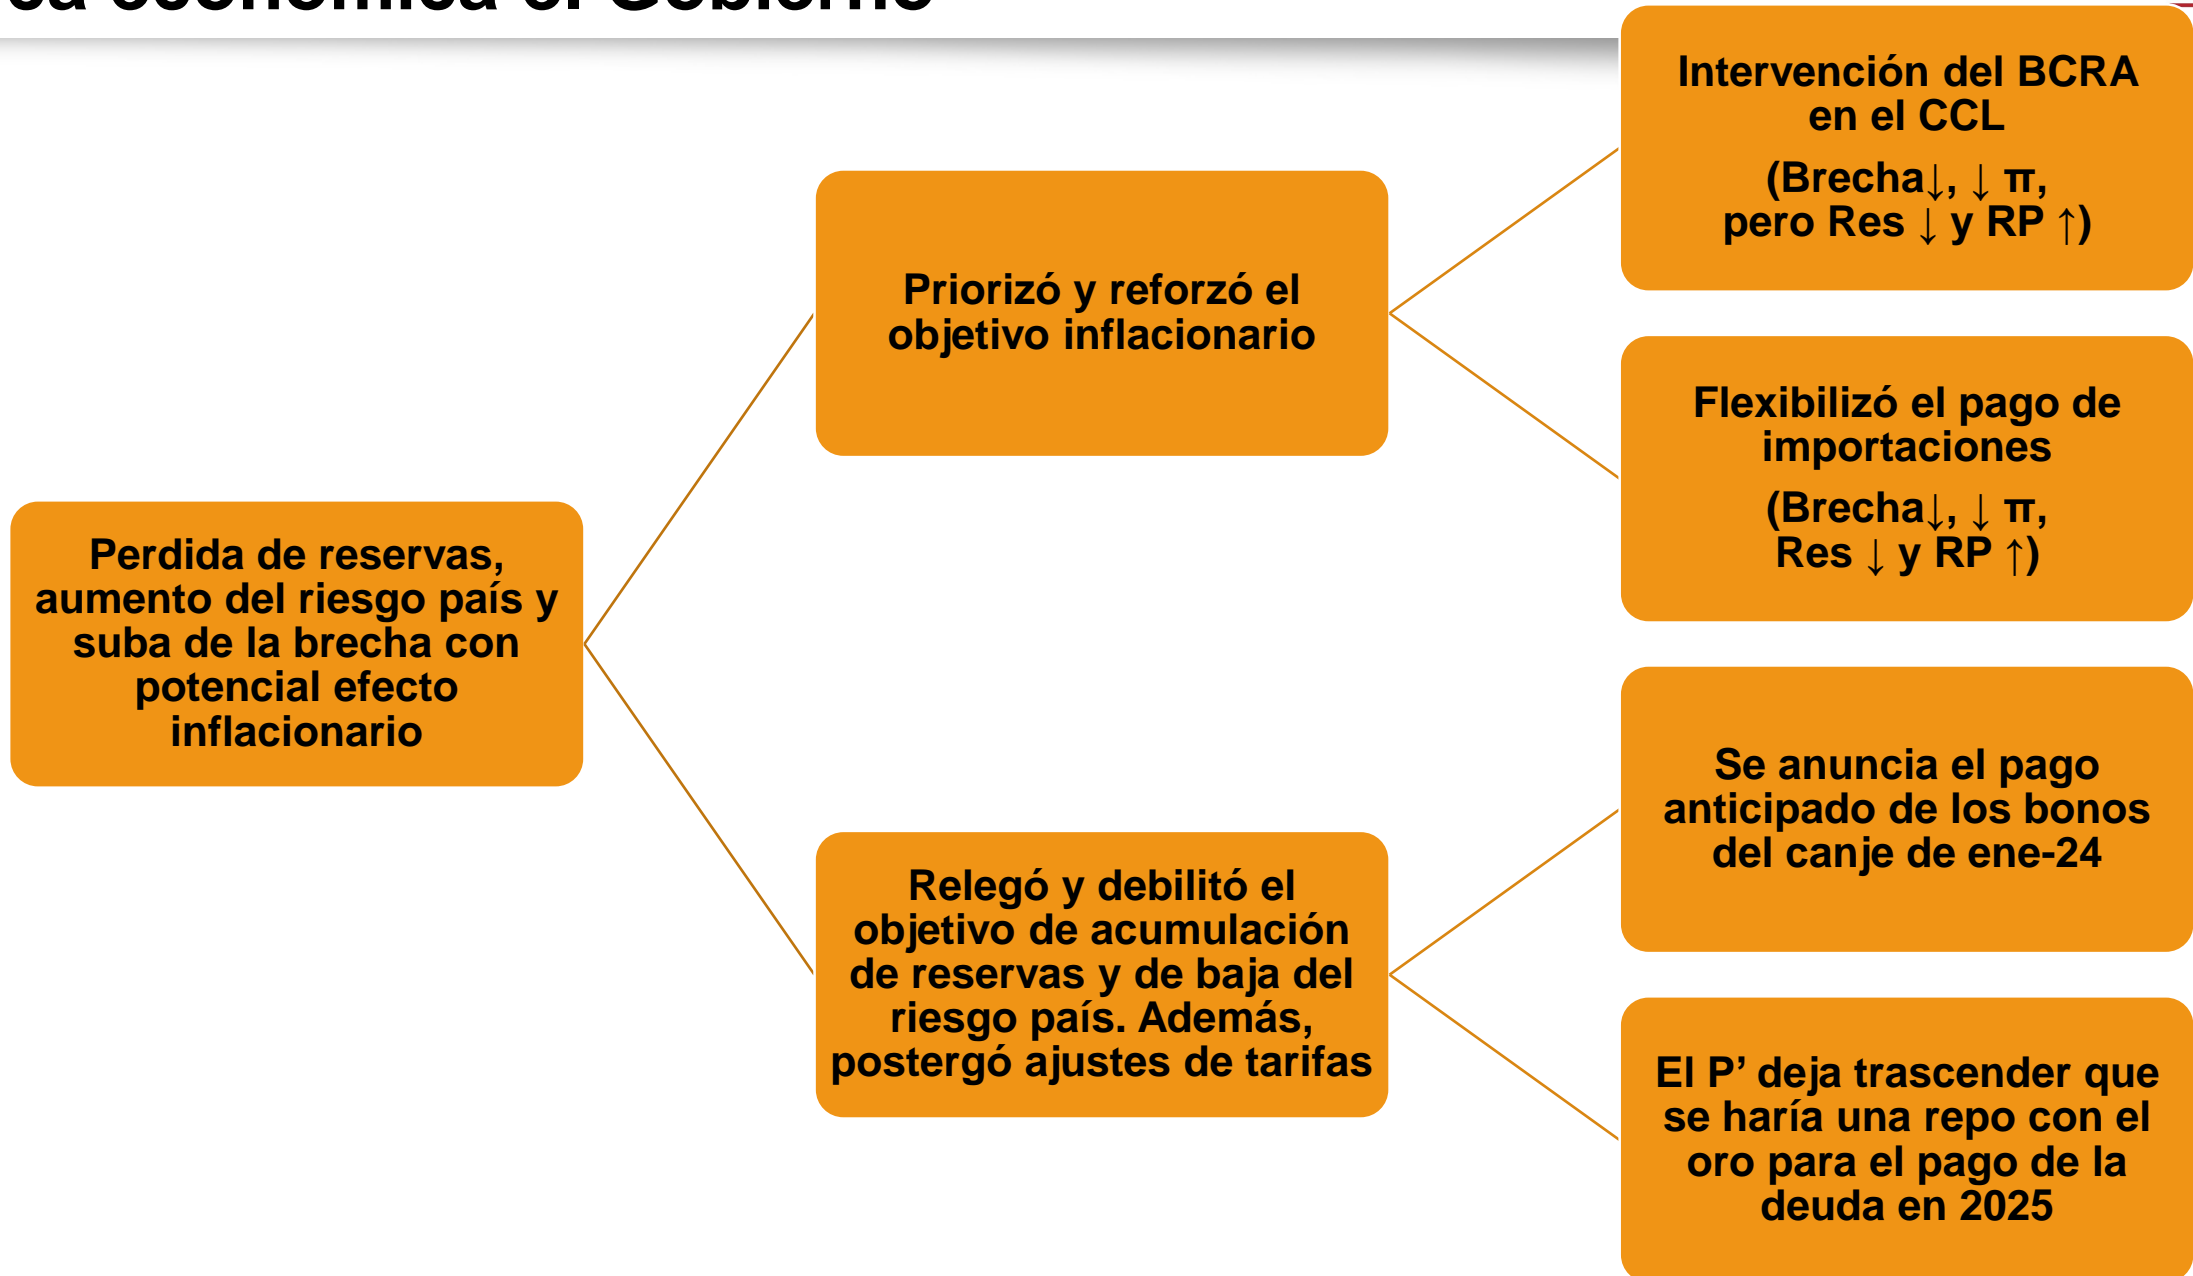 económica el Gobierno
Intervención del BCRA
en el CCL
(Brecha↓, ↓ π,
pero Res ↓ y RP ↑)
Priorizó y reforzó el
objetivo inflacionario
Flexibilizó el pago de
importaciones
(Brecha↓, ↓ π,
Res ↓ y RP ↑)
Perdida de reservas,
aumento del riesgo país y
suba de la brecha con
potencial efecto
inflacionario
Se anuncia el pago
anticipado de los bonos
del canje de ene-24
Relegó y debilitó el
objetivo de acumulación
de reservas y de baja del
riesgo país. Además,
postergó ajustes de tarifas
El P’ deja trascender que
se haría una repo con el
oro para el pago de la
deuda en 2025